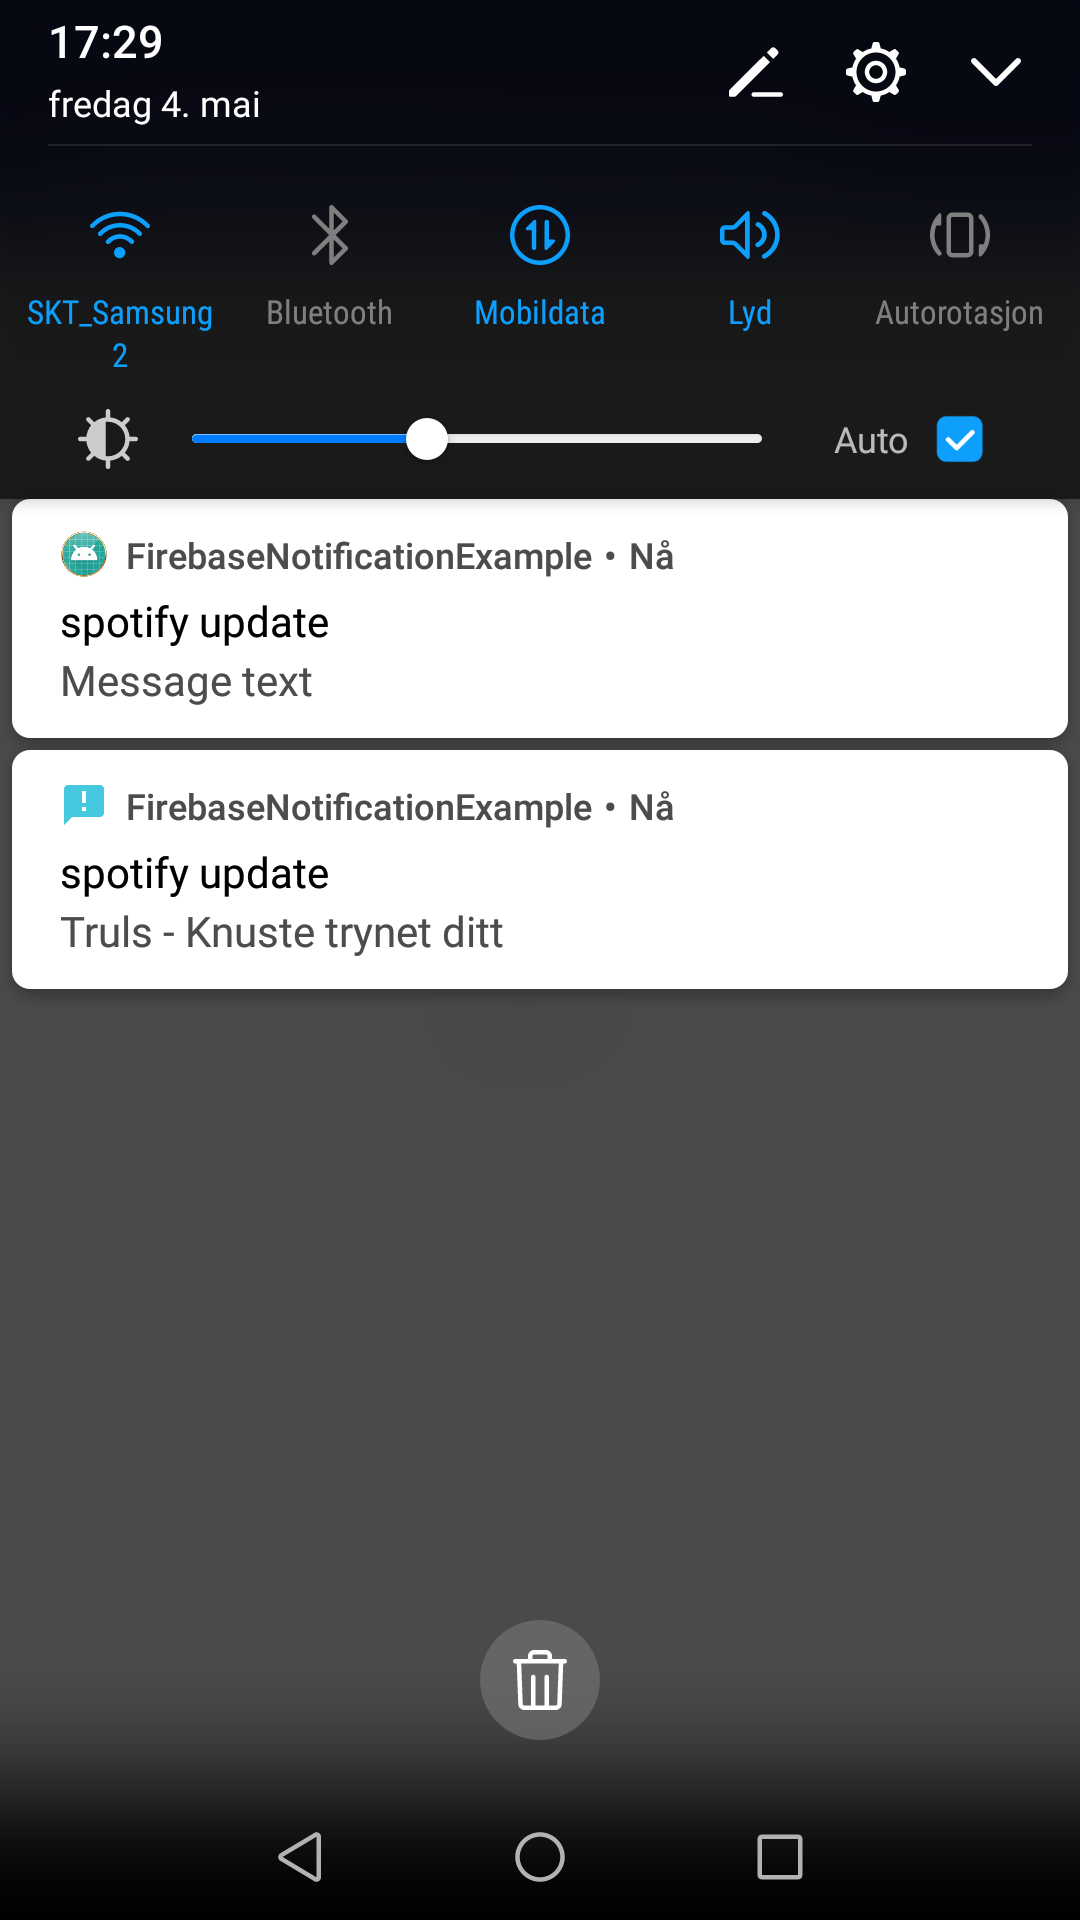 17:29
fredag 4. mai
SKT_Samsung
2
Bluetooth
Mobildata
Lyd
Autorotasjon
Auto
FirebaseNotificationExample • Nå
spotify update
Message text
FirebaseNotificationExample • Nå
spotify update
Truls - Knuste trynet ditt